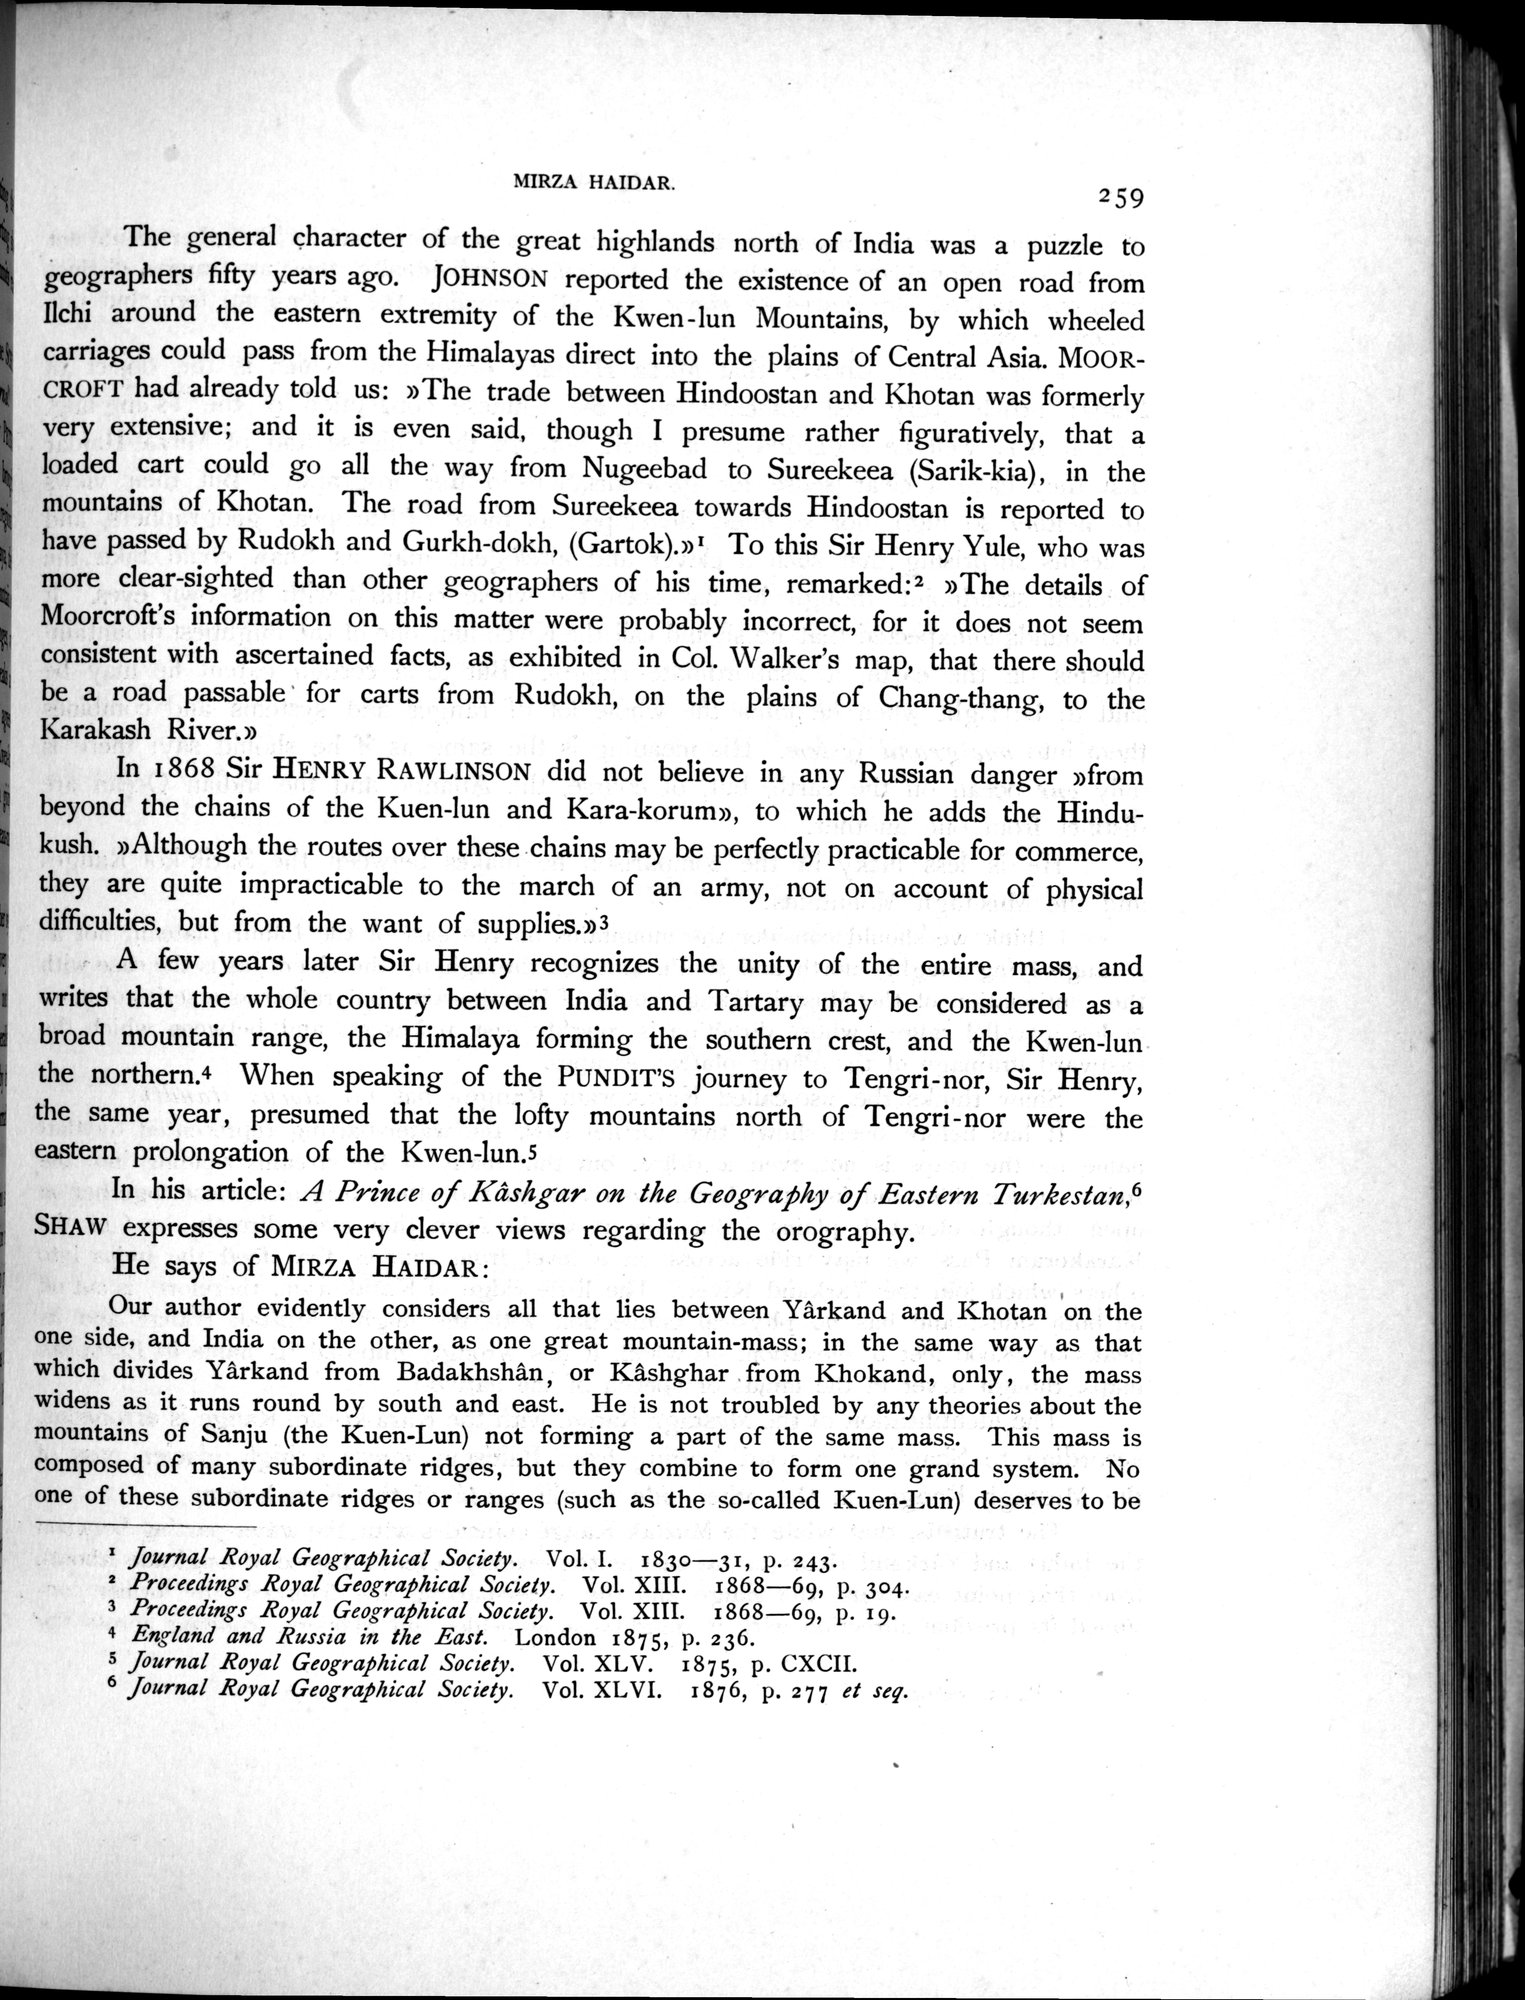 MIRZA HAIDAR.
259
The general character of the great highlands north of India was a puzzle to
geographers fifty years ago. JOHNSON reported the existence of an open road from
Ilchi around the eastern extremity of the Kwen-lun Mountains, by which wheeled
carriages could pass from the Himalayas direct into the plains of Central Asia. MOOR-
CROFT had already told us: »The trade between Hindoostan and Khotan was formerly
very extensive; and it is even said, though I presume rather figuratively, that a
loaded cart could go all the way from Nugeebad to Sureekeea (Sarik-kia), in the
mountains of Khotan. The road from Sureekeea towards Hindoostan is reported to
have passed by Rudokh and Gurkh-dokh, (Gartok).»¹ To this Sir Henry Yule, who was
more clear-sighted than other geographers of his time, remarked:² »The details of
Moorcroft's information on this matter were probably incorrect, for it does not seem
consistent with ascertained facts, as exhibited in Col. Walker's map, that there should
be a road passable for carts from Rudokh, on the plains of Chang-thang, to the
Karakash River.»
In 1868 Sir HENRY RAWLINSON did not believe in any Russian danger »from
beyond the chains of the Kuen-lun and Kara-korum», to which he adds the Hindu-
kush. »Although the routes over these chains may be perfectly practicable for commerce,
they are quite impracticable to the march of an army, not on account of physical
difficulties, but from the want of supplies.»³
A few years later Sir Henry recognizes the unity of the entire mass, and
writes that the whole country between India and Tartary may be considered as a
broad mountain range, the Himalaya forming the southern crest, and the Kwen-lun
the northern.⁴ When speaking of the PUNDIT'S journey to Tengri-nor, Sir Henry,
the same year, presumed that the lofty mountains north of Tengri-nor were the
eastern prolongation of the Kwen-lun.⁵
In his article: A Prince of Kâshgar on the Geography of Eastern Turkestan,⁶
SHAW expresses some very clever views regarding the orography.
He says of MIRZA HAIDAR:
Our author evidently considers all that lies between Yârkand and Khotan on the
one side, and India on the other, as one great mountain-mass; in the same way as that
which divides Yârkand from Badakhshân, or Kâshghar from Khokand, only, the mass
widens as it runs round by south and east. He is not troubled by any theories about the
mountains of Sanju (the Kuen-Lun) not forming a part of the same mass. This mass is
composed of many subordinate ridges, but they combine to form one grand system. No
one of these subordinate ridges or ranges (such as the so-called Kuen-Lun) deserves to be
¹ Journal Royal Geographical Society. Vol. I. 1830—31, p. 243.
² Proceedings Royal Geographical Society. Vol. XIII. 1868—69, p. 304.
³ Proceedings Royal Geographical Society. Vol. XIII. 1868—69, p. 19.
⁴ England and Russia in the East. London 1875, p. 236.
⁵ Journal Royal Geographical Society. Vol. XLV. 1875, p. CXCII.
⁶ Journal Royal Geographical Society. Vol. XLVI. 1876, p. 277 et seq.